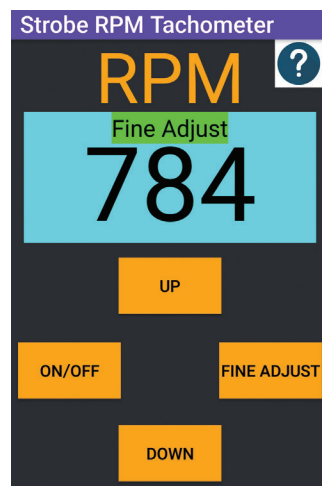 Strobe RPM Tachometer
RPM
?
Fine Adjust
784
UP
ON/OFF
FINE ADJUST
DOWN